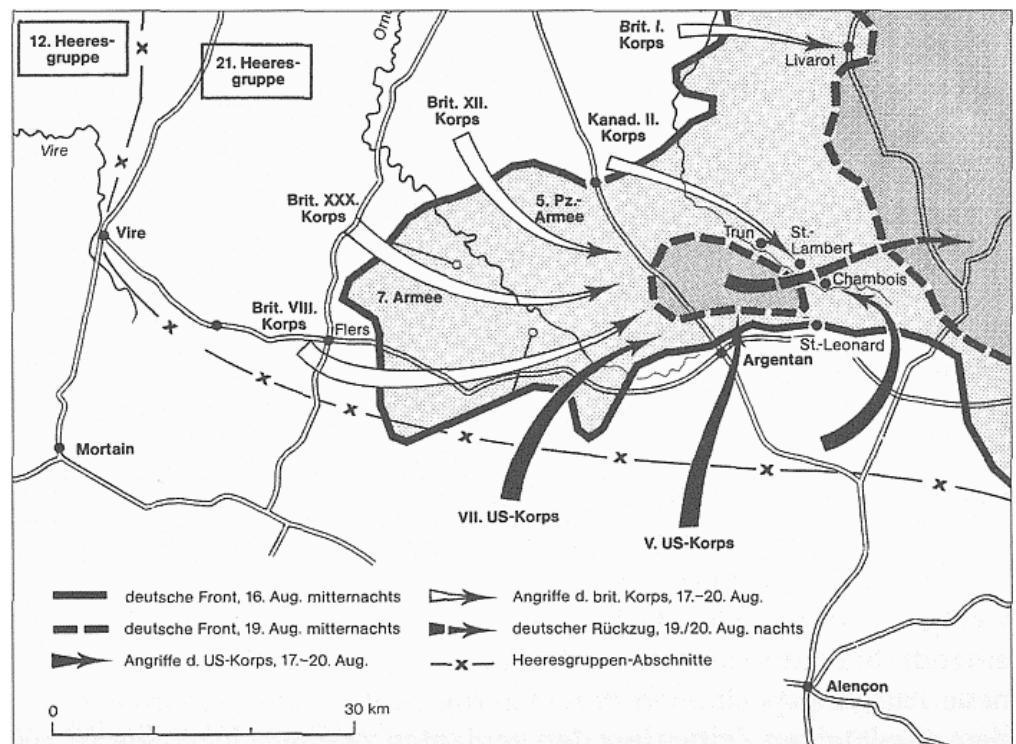 12. Heeres-
gruppe
21. Heeres-
gruppe
Orne
Brit. I.
Korps
Livarot
Brit. XII.
Korps
Kanad. II.
Korps
Vire
Brit. XXX.
Korps
5. Pz.-
Armee
Trun
St.-
Lambert
Vire
Chambois
7. Armee
Brit. VIII.
Korps
Flers
St.-Leonard
Argentan
Mortain
VII. US-Korps
V. US-Korps
deutsche Front, 16. Aug. mitternachts
Angriffe d. brit. Korps, 17.–20. Aug.
deutsche Front, 19. Aug. mitternachts
deutscher Rückzug, 19./20. Aug. nachts
Angriffe d. US-Korps, 17.–20. Aug.
Heeresgruppen-Abschnitte
Alençon
0
30 km